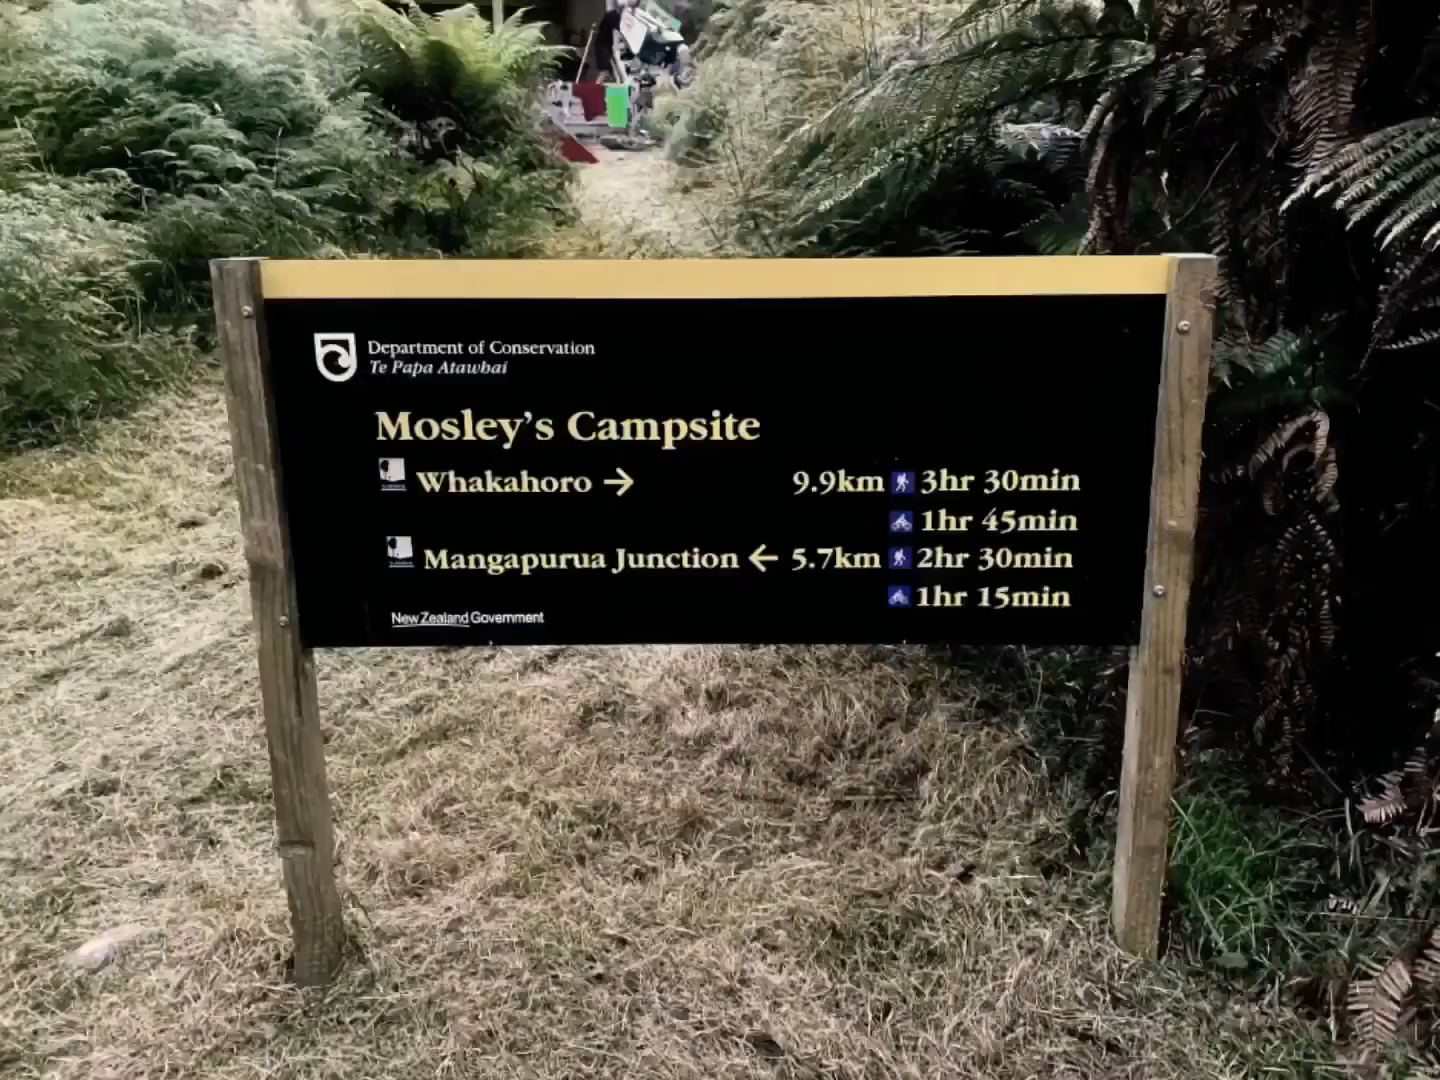 Department of Conservation
Te Papa Atawhai
Mosley's Campsite
Whakahoro → 9.9km 3hr 30min
1hr 45min
Mangapurua Junction ← 5.7km 2hr 30min
1hr 15min
New Zealand Government